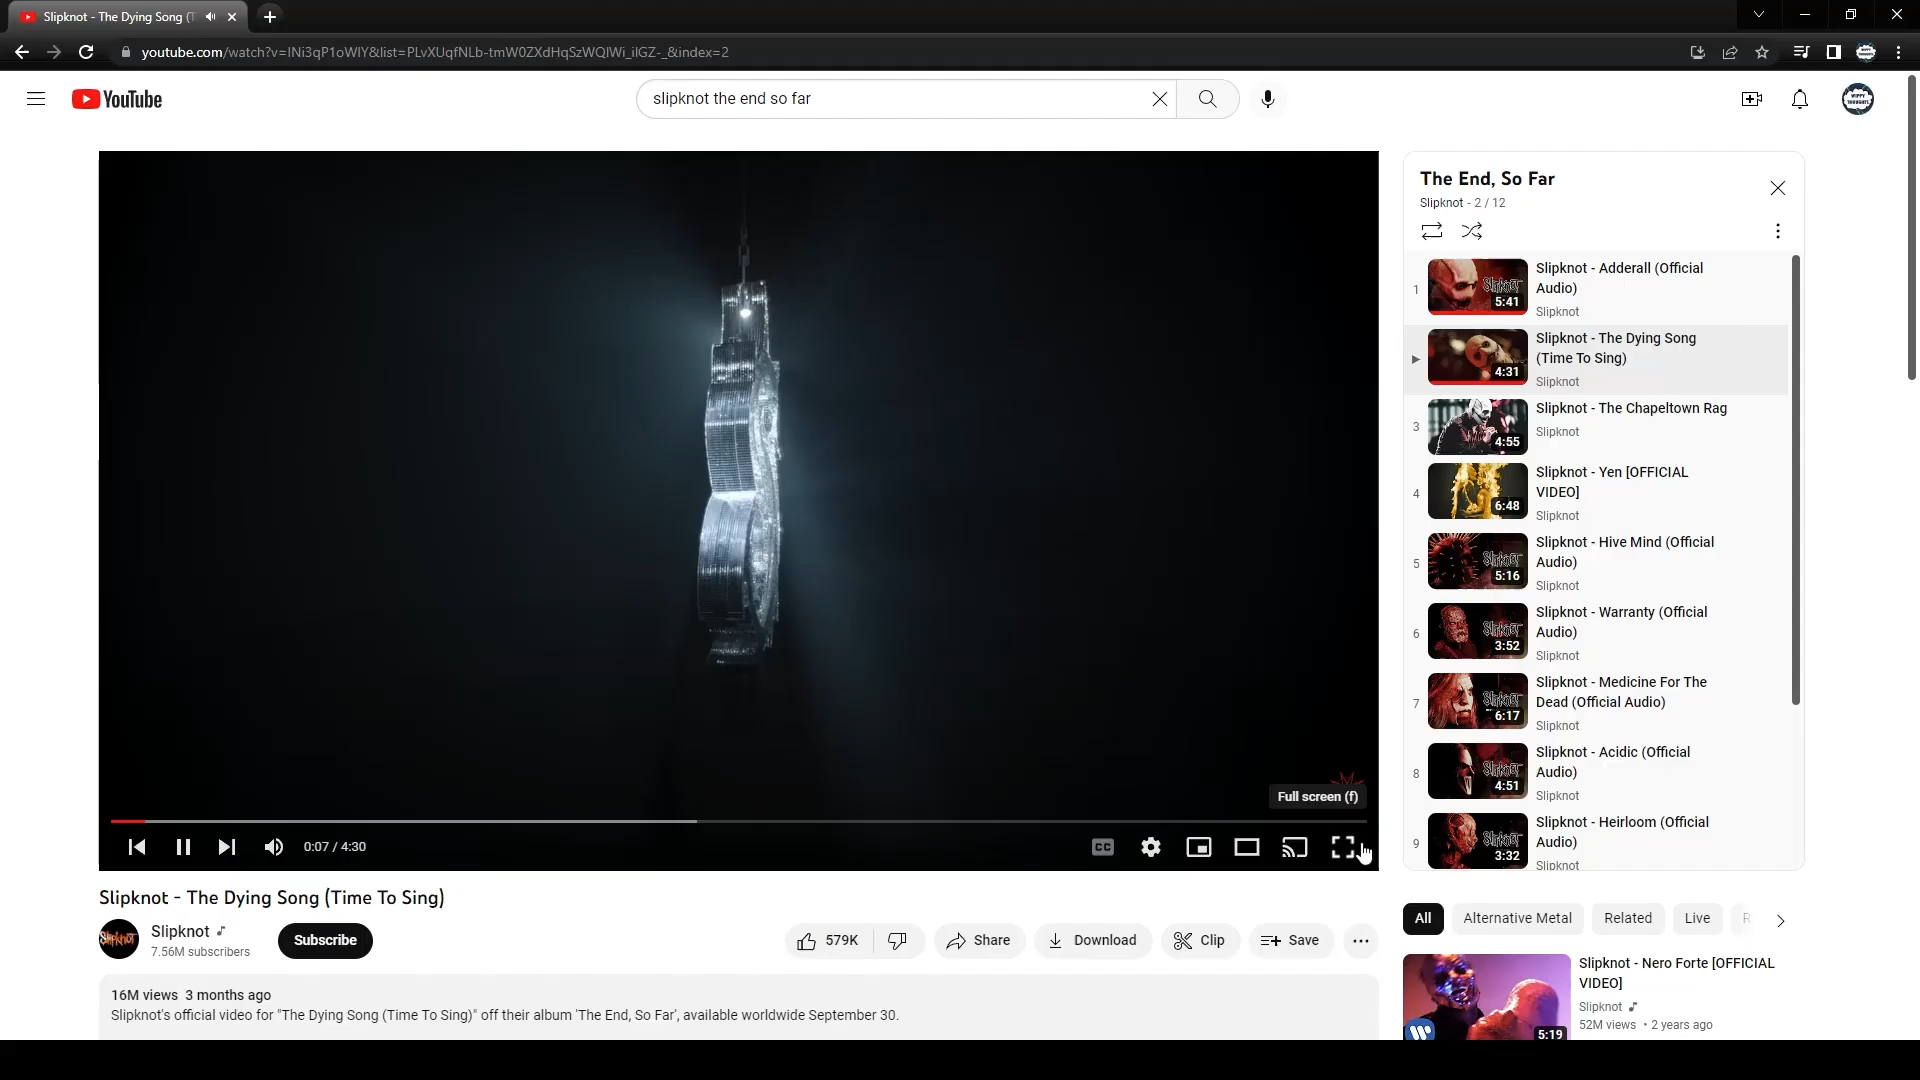 Slipknot - The Dying Song (T
youtube.com/watch?v=INi3qP1oWIY&list=PLvXUqfNLb-tmW0ZXdHqSzWQIWi_iIGZ-_&index=2
YouTube
slipknot the end so far
The End, So Far
Slipknot - 2 / 12
1
5:41
Slipknot - Adderall (Official
Audio)
Slipknot
4:31
Slipknot - The Dying Song
(Time To Sing)
Slipknot
3
4:55
Slipknot - The Chapeltown Rag
Slipknot
4
6:48
Slipknot - Yen [OFFICIAL
VIDEO]
Slipknot
5
5:16
Slipknot - Hive Mind (Official
Audio)
Slipknot
6
3:52
Slipknot - Warranty (Official
Audio)
Slipknot
7
6:17
Slipknot - Medicine For The
Dead (Official Audio)
Slipknot
8
4:51
Slipknot - Acidic (Official
Audio)
Slipknot
9
3:32
Slipknot - Heirloom (Official
Audio)
Slipknot
Full screen (f)
0:07 / 4:30
CC
Slipknot - The Dying Song (Time To Sing)
Slipknot
7.56M subscribers
Subscribe
579K
Share
Download
Clip
Save
16M views 3 months ago
Slipknot's official video for "The Dying Song (Time To Sing)" off their album 'The End, So Far', available worldwide September 30.
All
Alternative Metal
Related
Live
5:19
Slipknot - Nero Forte [OFFICIAL
VIDEO]
Slipknot
52M views • 2 years ago